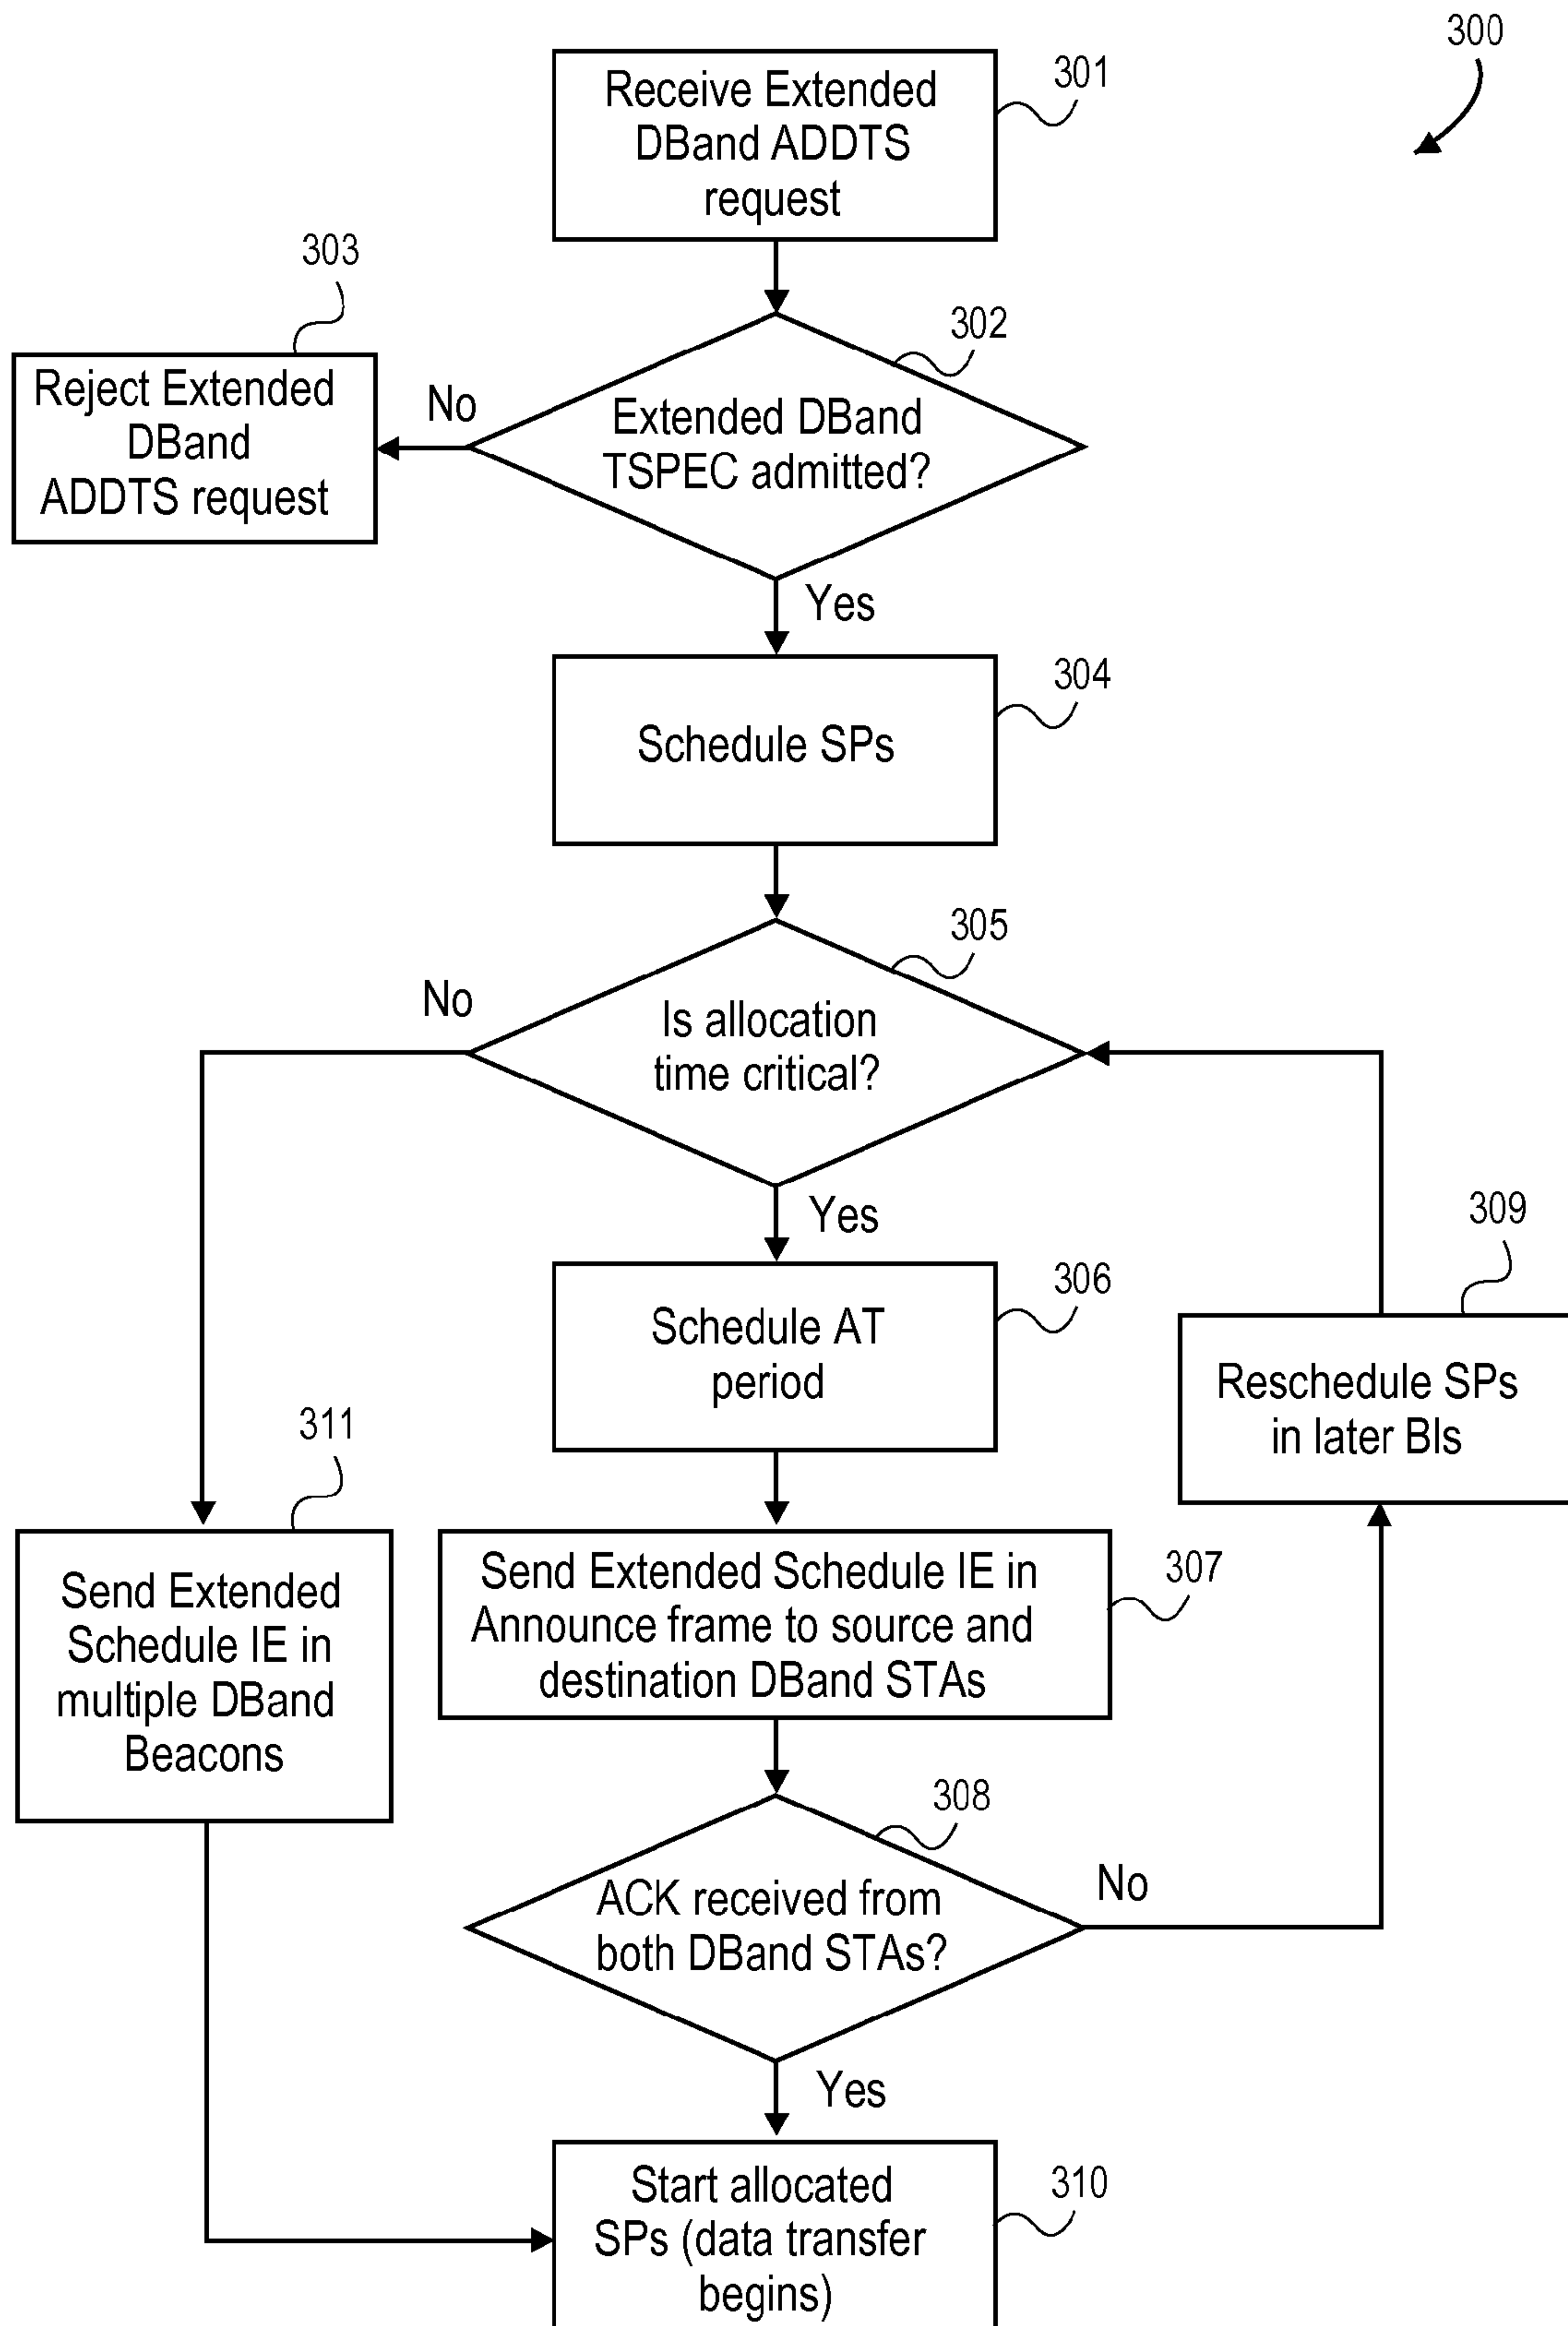 300
301
Receive Extended
DBand ADDTS
request
303
302
Reject Extended
DBand
ADDTS request
No
Extended DBand
TSPEC admitted?
Yes
304
Schedule SPs
305
No
Is allocation
time critical?
Yes
309
306
Schedule AT
period
Reschedule SPs
in later BIs
311
307
Send Extended
Schedule IE in
multiple DBand
Beacons
Send Extended Schedule IE in
Announce frame to source and
destination DBand STAs
308
ACK received from
both DBand STAs?
No
Yes
310
Start allocated
SPs (data transfer
begins)